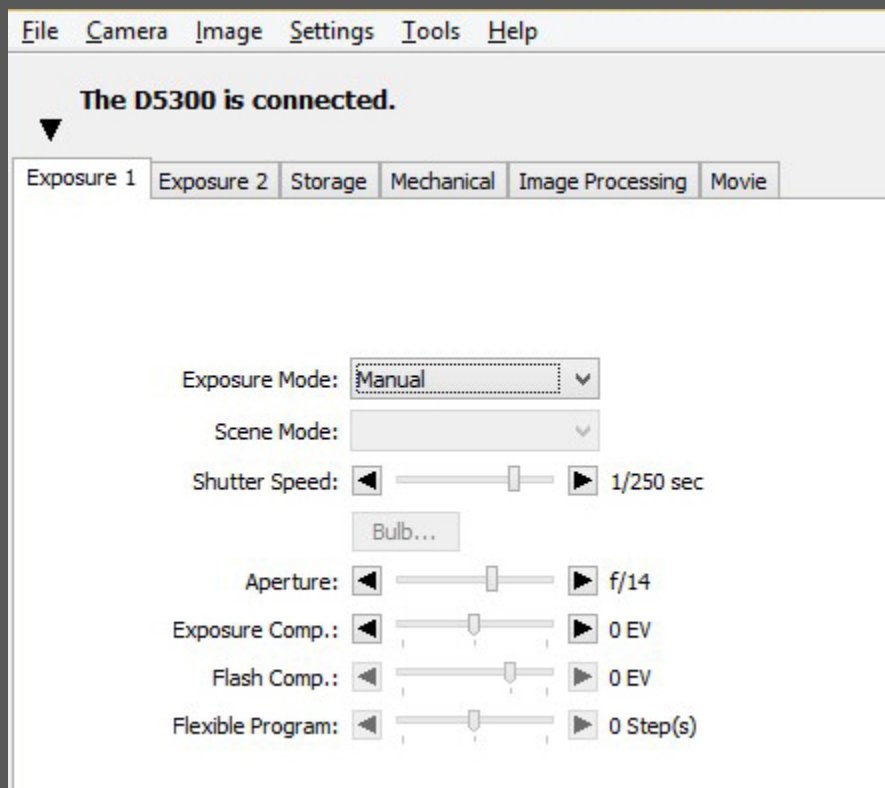 File Camera Image Settings Tools Help
The D5300 is connected.
Exposure 1 Exposure 2 Storage Mechanical Image Processing Movie
Exposure Mode: Manual
Scene Mode:
Shutter Speed: 1/250 sec
Bulb...
Aperture: f/14
Exposure Comp.: 0 EV
Flash Comp.: 0 EV
Flexible Program: 0 Step(s)